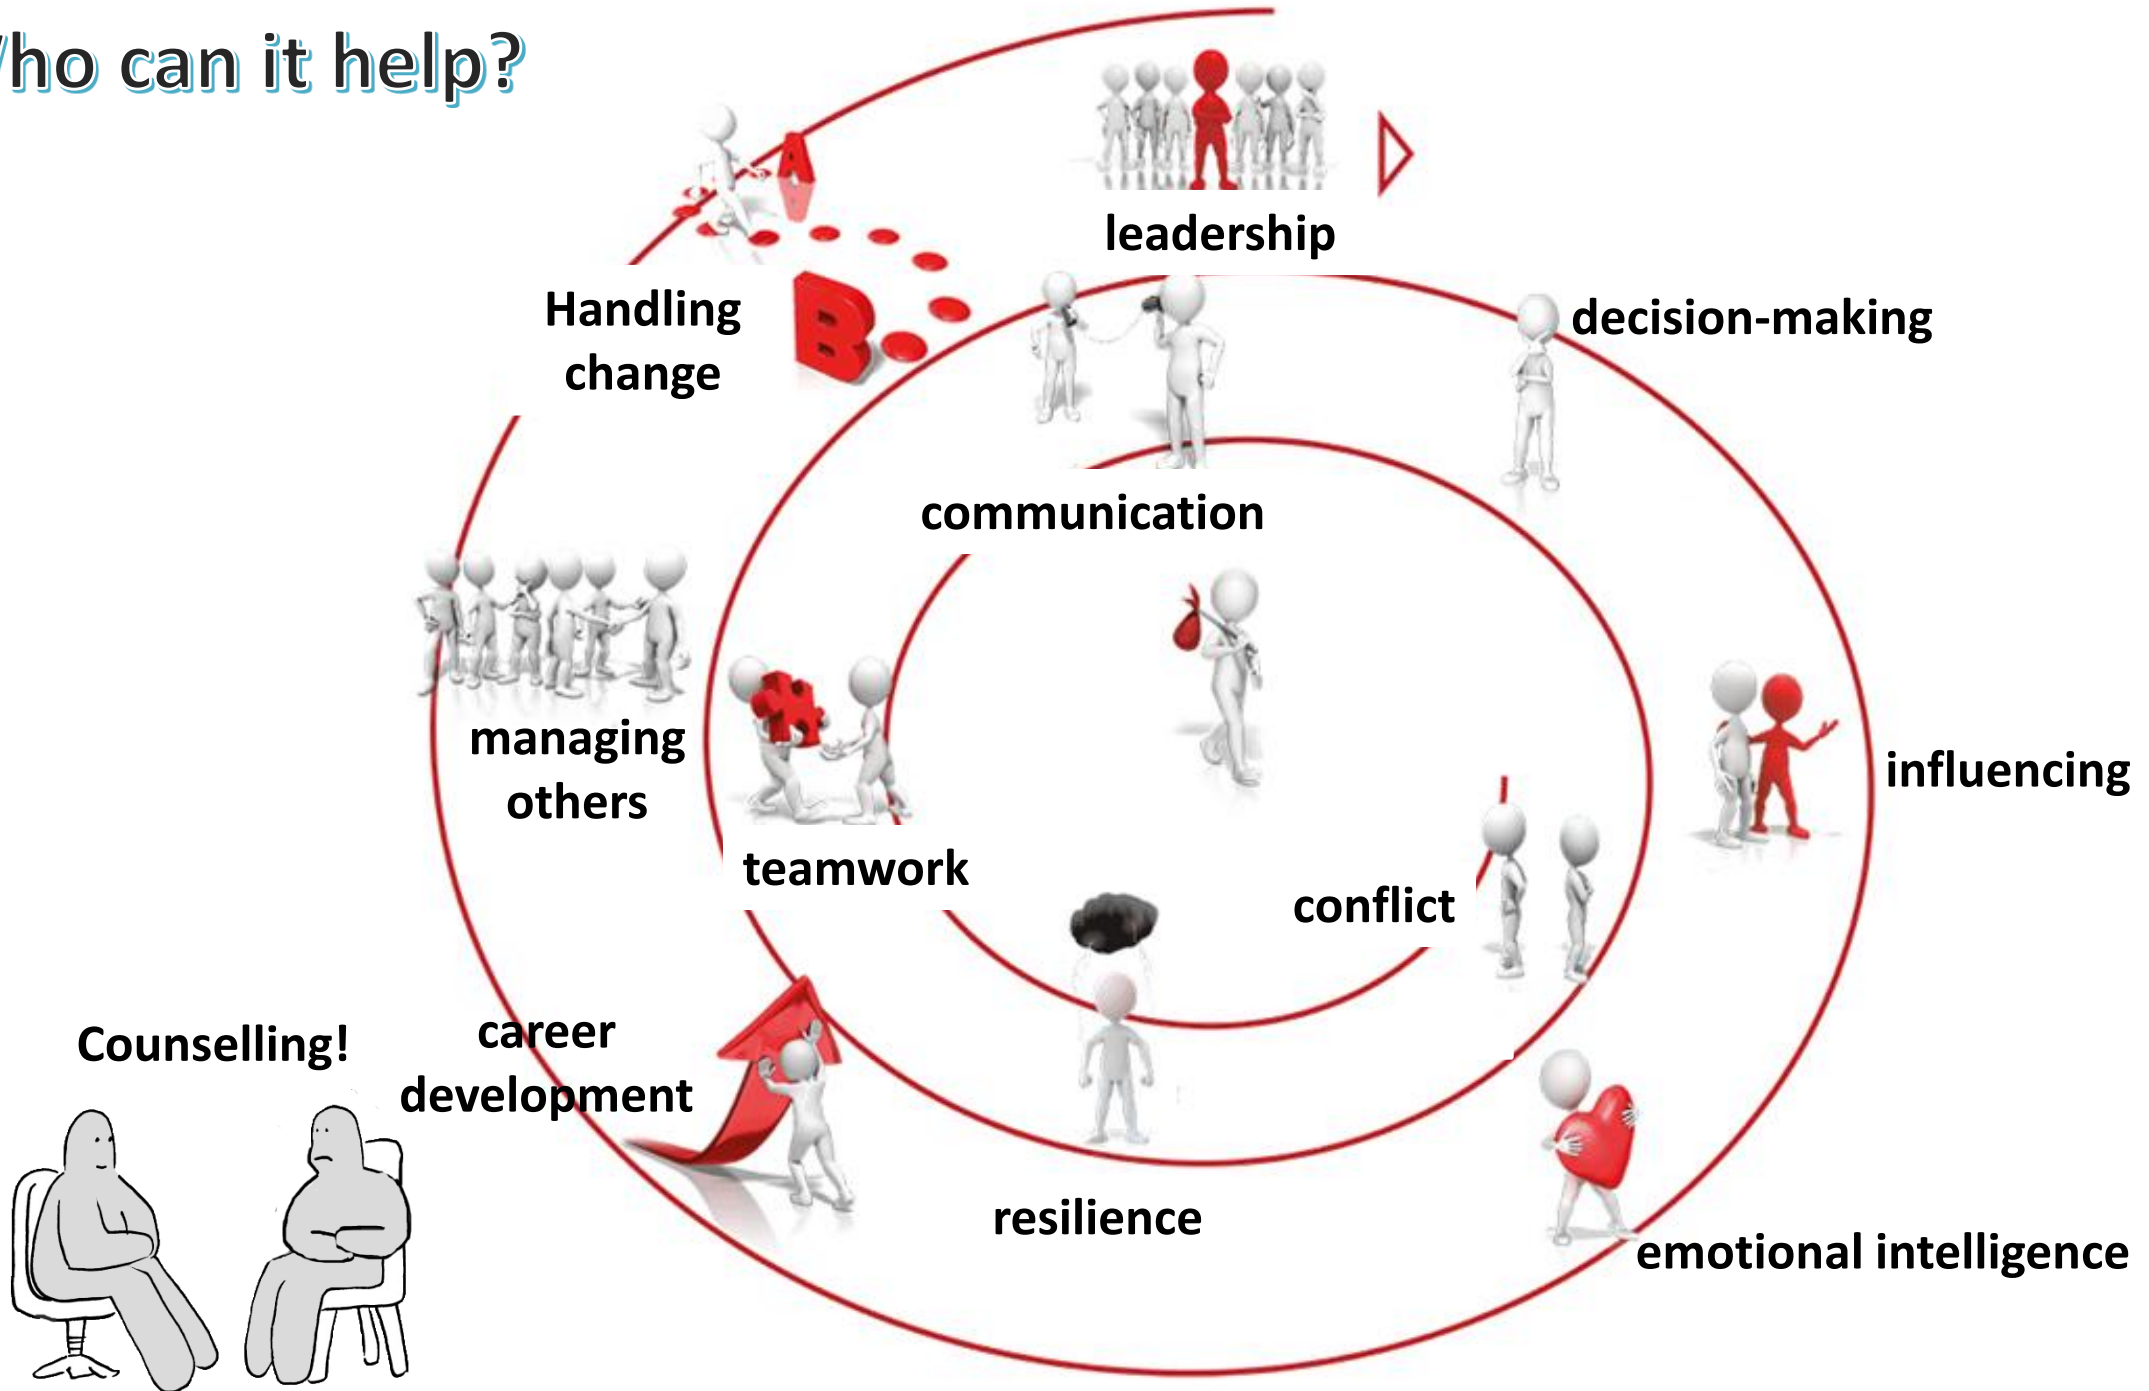 ho can it help?
leadership
Handling
change
decision-making
communication
managing
others
influencing
teamwork
conflict
Counselling!
career
development
resilience
emotional intelligence
A
B